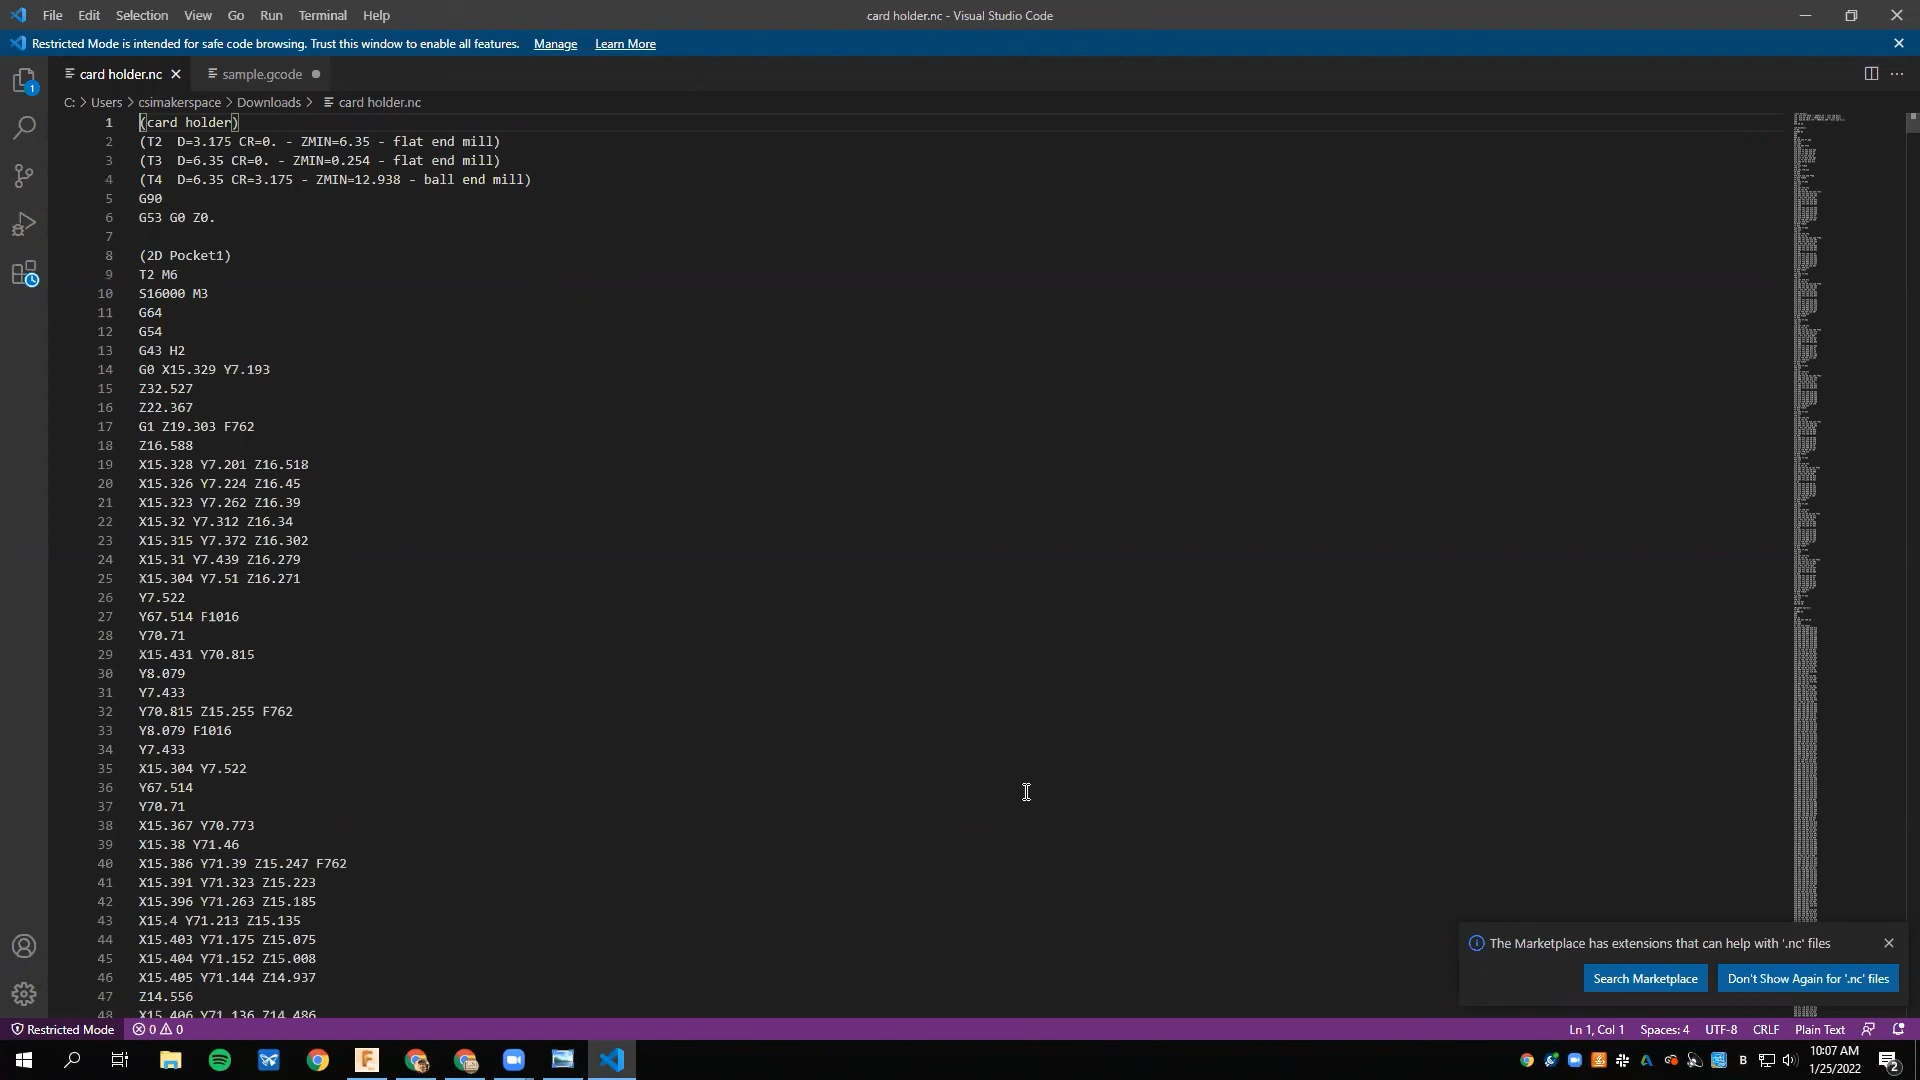 File Edit Selection View Go Run Terminal Help card holder.nc - Visual Studio Code
Restricted Mode is intended for safe code browsing. Trust this window to enable all features. Manage Learn More
card holder.nc sample.gcode
1
C: > Users > csimakerspace > Downloads > card holder.nc
1 (card holder)
2 (T2 D=3.175 CR=0. - ZMIN=6.35 - flat end mill)
3 (T3 D=6.35 CR=0. - ZMIN=0.254 - flat end mill)
4 (T4 D=6.35 CR=3.175 - ZMIN=12.938 - ball end mill)
5 G90
6 G53 G0 Z0.
7
8 (2D Pocket1)
9 T2 M6
10 S16000 M3
11 G64
12 G54
13 G43 H2
14 G0 X15.329 Y7.193
15 Z32.527
16 Z22.367
17 G1 Z19.303 F762
18 Z16.588
19 X15.328 Y7.201 Z16.518
20 X15.326 Y7.224 Z16.45
21 X15.323 Y7.262 Z16.39
22 X15.32 Y7.312 Z16.34
23 X15.315 Y7.372 Z16.302
24 X15.31 Y7.439 Z16.279
25 X15.304 Y7.51 Z16.271
26 Y7.522
27 Y67.514 F1016
28 Y70.71
29 X15.431 Y70.815
30 Y8.079
31 Y7.433
32 Y70.815 Z15.255 F762
33 Y8.079 F1016
34 Y7.433
35 X15.304 Y7.522
36 Y67.514
37 Y70.71
38 X15.367 Y70.773
39 X15.38 Y71.46
40 X15.386 Y71.39 Z15.247 F762
41 X15.391 Y71.323 Z15.223
42 X15.396 Y71.263 Z15.185
43 X15.4 Y71.213 Z15.135
44 X15.403 Y71.175 Z15.075
45 X15.404 Y71.152 Z15.008
46 X15.405 Y71.144 Z14.937
47 Z14.556
48 X15.406 Y71.136 Z14.486
The Marketplace has extensions that can help with '.nc' files
Search Marketplace Don't Show Again for '.nc' files
Restricted Mode 0 0 Ln 1, Col 1 Spaces: 4 UTF-8 CRLF Plain Text
10:07 AM
1/25/2022
2